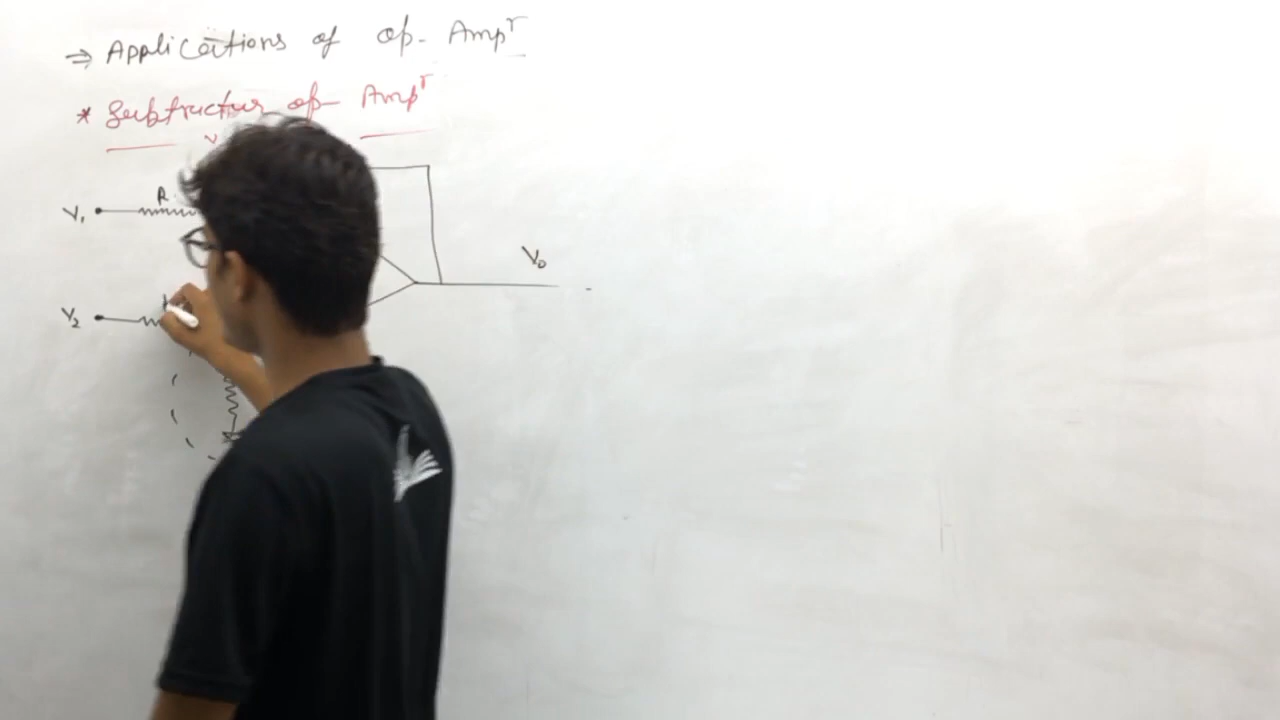 ⇒ Applications of op- Ampʳ
* Subtractor op- Ampʳ
R
V₁
V₀
V₂